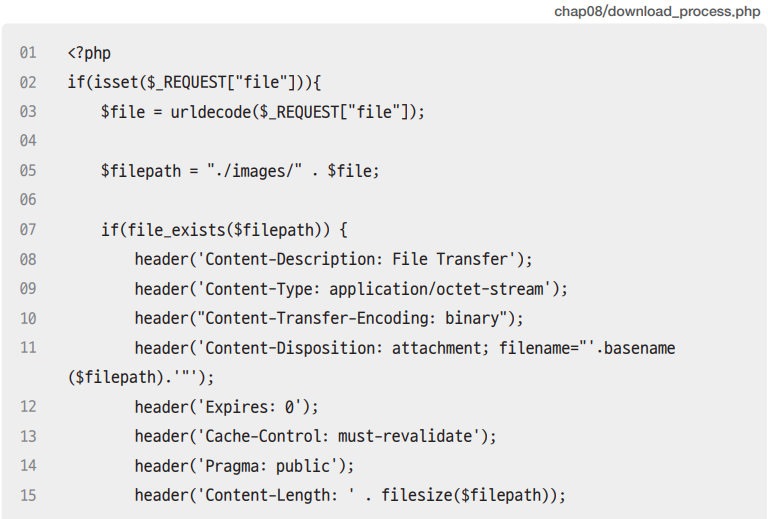 chap08/download_process.php
01 <?php
02 if(isset($_REQUEST["file"])){
03 $file = urldecode($_REQUEST["file"]);
04
05 $filepath = "./images/" . $file;
06
07 if(file_exists($filepath)) {
08 header('Content-Description: File Transfer');
09 header('Content-Type: application/octet-stream');
10 header("Content-Transfer-Encoding: binary");
11 header('Content-Disposition: attachment; filename="'.basename
($filepath).'"');
12 header('Expires: 0');
13 header('Cache-Control: must-revalidate');
14 header('Pragma: public');
15 header('Content-Length: ' . filesize($filepath));